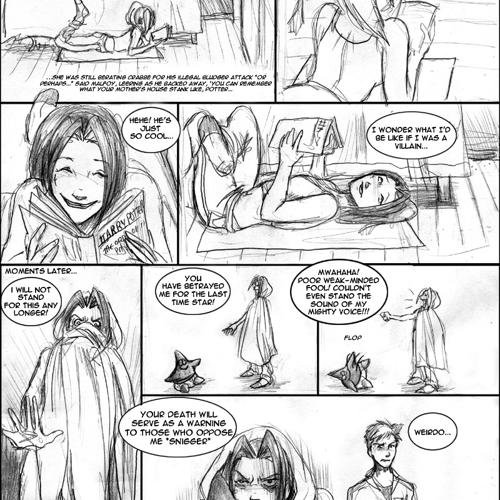 ...SHE WAS STILL BERATING CRABBE FOR HIS ILLEGAL BLUDGER ATTACK "OR
PERHAPS..." SAID MALFOY, LEERING AS HE BACKED AWAY, 'YOU CAN REMEMBER
WHAT YOUR MOTHER'S HOUSE STANK LIKE, POTTER...
HEHE! HE'S
JUST
SO COOL...
HARRY POTTER
THE ORDER OF
I WONDER WHAT I'D
BE LIKE IF I WAS A
VILLAIN...
MOMENTS LATER...
I WILL NOT
STAND
FOR THIS ANY
LONGER!
YOU
HAVE BETRAYED
ME FOR THE LAST
TIME STAR!
MWAHAHA!
POOR WEAK-MINDED
FOOL! COULDN'T
EVEN STAND THE
SOUND OF MY
MIGHTY VOICE!!!
FLOP
YOUR DEATH WILL
SERVE AS A WARNING
TO THOSE WHO OPPOSE
ME *SNIGGER*
WEIRDO...